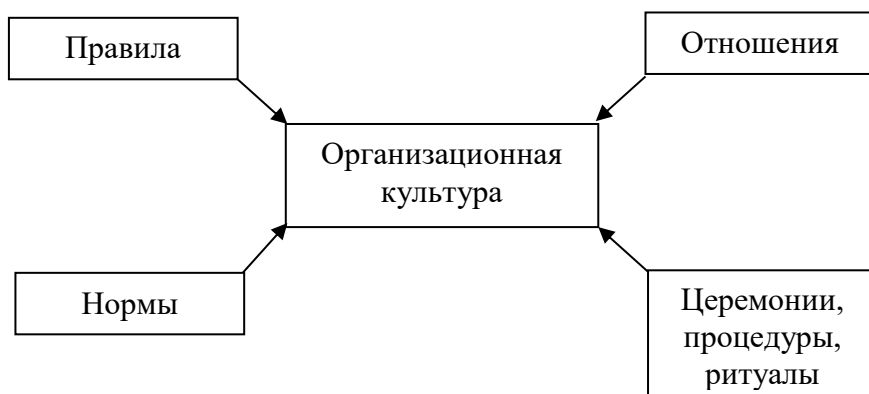 Правила
Отношения
Организационная
культура
Нормы
Церемонии,
процедуры,
ритуалы